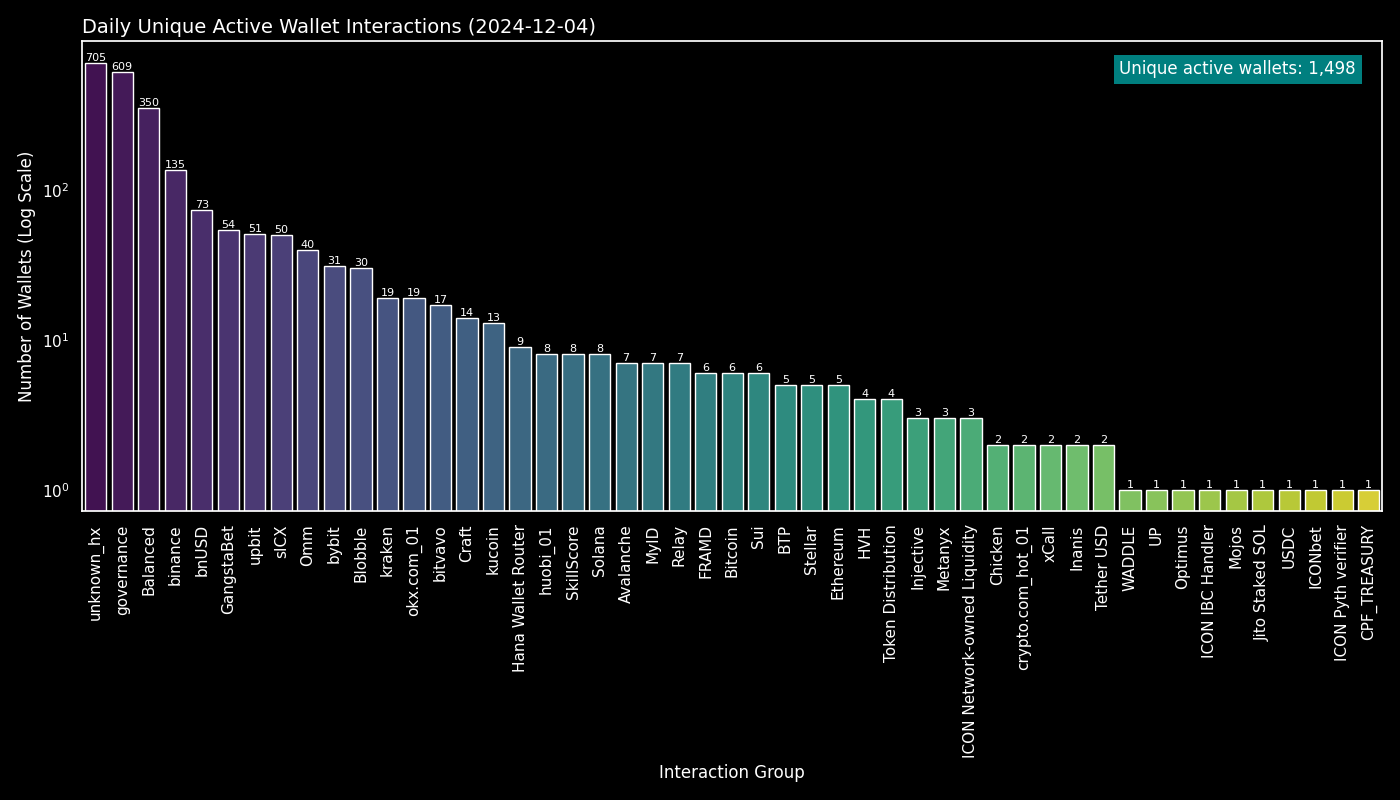 Daily Unique Active Wallet Interactions (2024-12-04)
Unique active wallets: 1,498
Number of Wallets (Log Scale)
10²
10¹
10⁰
705
609
350
135
73
54
51
50
40
31
30
19
19
17
14
13
9
8
8
8
7
7
7
6
6
6
5
5
5
4
4
3
3
3
2
2
2
2
2
1
1
1
1
1
1
1
1
1
1
unknown_hx
governance
Balanced
binance
bnUSD
GangstaBet
upbit
sICX
Omm
bybit
Blobble
kraken
okx.com_01
bitvavo
Craft
kucoin
Hana Wallet Router
huobi_01
SkillScore
Solana
Avalanche
MyID
Relay
FRAMD
Bitcoin
Sui
BTP
Stellar
Ethereum
HVH
Token Distribution
Injective
Metanyx
ICON Network-owned Liquidity
Chicken
crypto.com_hot_01
xCall
Inanis
Tether USD
WADDLE
UP
Optimus
ICON IBC Handler
Mojos
Jito Staked SOL
USDC
ICONbet
ICON Pyth verifier
CPF_TREASURY
Interaction Group